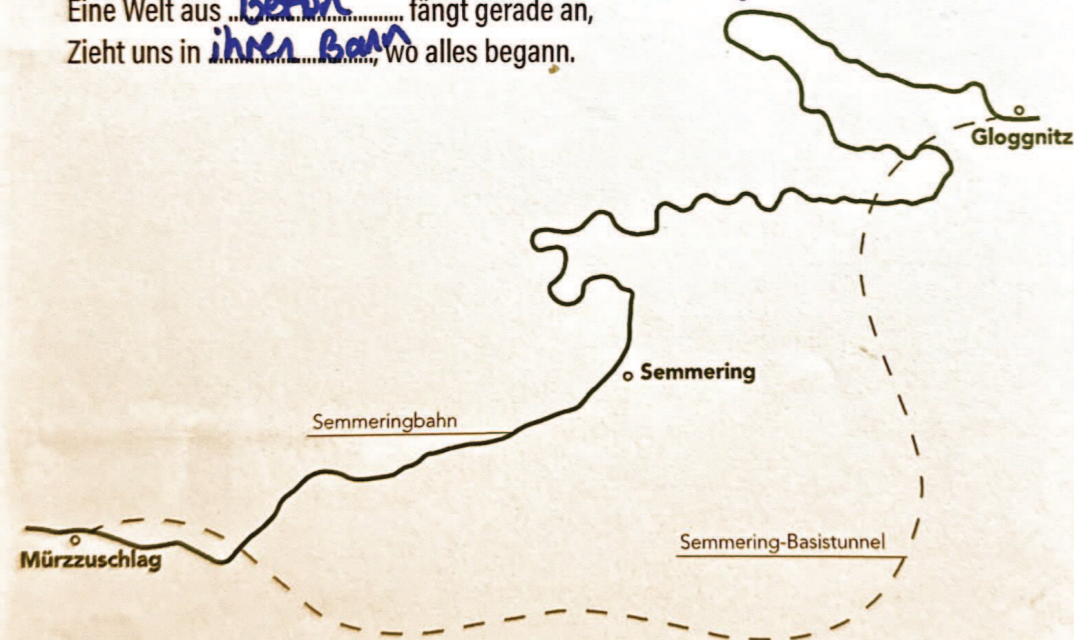 Eine Welt aus Beton fängt gerade an,
Zieht uns in ihren Bann, wo alles begann.
Gloggnitz
Semmering
Semmeringbahn
Semmering-Basistunnel
Mürzzuschlag